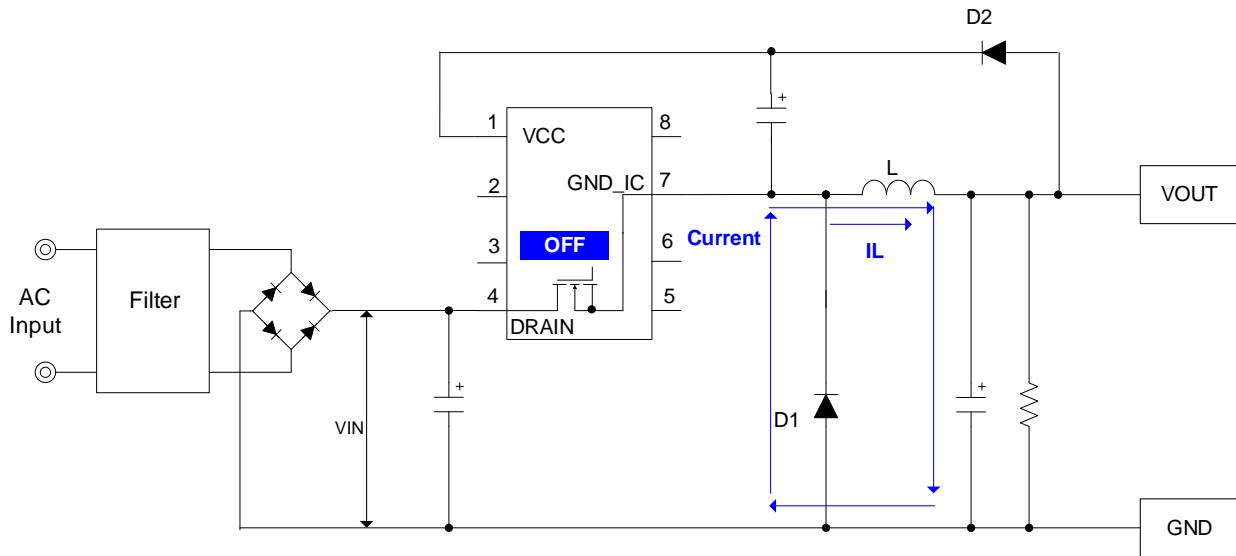 D2
1
VCC
8
2
GND_IC
7
L
VOUT
3
OFF
6
Current
IL
AC
Input
Filter
4
DRAIN
5
+
+
+
VIN
D1
GND